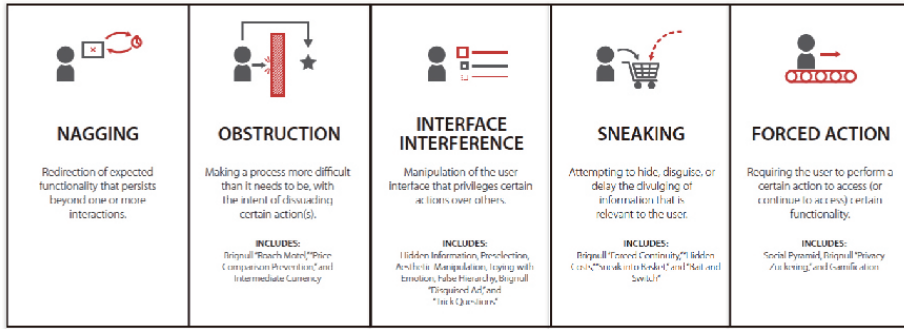 NAGGING
Redirection of expected
functionality that persists
beyond one or more
interactions.
OBSTRUCTION
Making a process more difficult
than it needs to be, with
the intent of dissuading
certain action(s).
INCLUDES:
Brignull "Roach Motel," "Price
Comparison Prevention," and
Intermediate Currency
INTERFACE
INTERFERENCE
Manipulation of the user
interface that privileges certain
actions over others.
INCLUDES:
Hidden Information, Preselection,
Aesthetic Manipulation, Toying with
Emotion, False Hierarchy, Brignull
"Disguised Ad," and
"Trick Questions"
SNEAKING
Attempting to hide, disguise, or
delay the divulging of
information that is
relevant to the user.
INCLUDES:
Brignull "Forced Continuity," "Hidden
Costs," "Sneak into Basket," and "Bait and
Switch"
FORCED ACTION
Requiring the user to perform a
certain action to access (or
continue to access) certain
functionality.
INCLUDES:
Social Pyramid, Brignull "Privacy
Zuckering," and Gamification